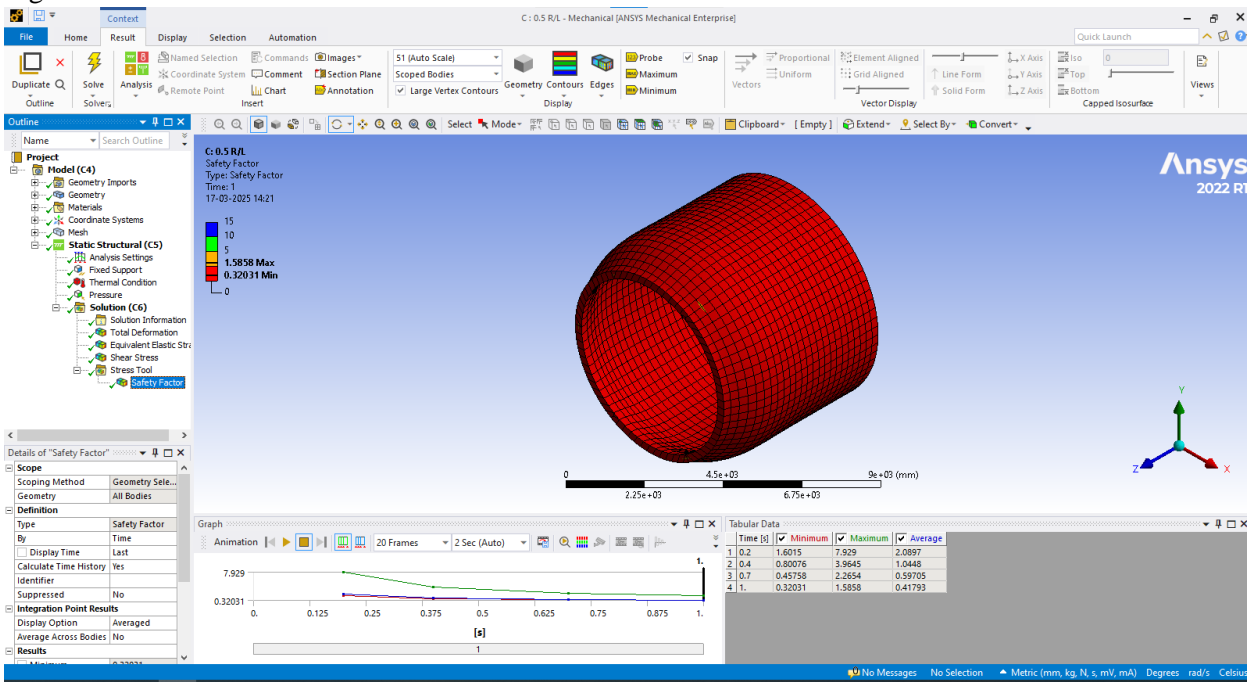 Context
C : 0.5 R/L - Mechanical [ANSYS Mechanical Enterprise]
File Home Result Display Selection Automation
Quick Launch
Duplicate Q
Outline
Solve
Solver
Analysis
Named Selection
Coordinate System
Remote Point
Commands
Comment
Chart
Images
Section Plane
Annotation
Insert
51 (Auto Scale)
Scoped Bodies
Large Vertex Contours
Geometry Contours Edges
Display
Probe
Maximum
Minimum
Snap
Vectors
Proportional
Uniform
Element Aligned
Grid Aligned
Line Form
Solid Form
X Axis
Y Axis
Z Axis
Vector Display
Iso
Top
Bottom
0
Capped Isosurface
Views
Outline
Name Search Outline
Select Mode Clipboard [ Empty ] Extend Select By Convert
Project
Model (C4)
Geometry Imports
Geometry
Materials
Coordinate Systems
Mesh
Static Structural (C5)
Analysis Settings
Fixed Support
Thermal Condition
Pressure
Solution (C6)
Solution Information
Total Deformation
Equivalent Elastic Stra
Shear Stress
Stress Tool
Safety Factor
C: 0.5 R/L
Safety Factor
Type: Safety Factor
Time: 1
17-03-2025 14:21
15
10
5
1.5858 Max
0.32031 Min
0
Ansys
2022 R1
0 4.5e+03 9e+03 (mm)
2.25e+03 6.75e+03
Y
Z X
Details of "Safety Factor"
Scope
Scoping Method Geometry Sele...
Geometry All Bodies
Definition
Type Safety Factor
By Time
Display Time Last
Calculate Time History Yes
Identifier
Suppressed No
Integration Point Resu
Display Option Averaged
Average Across Bodies No
Results
Graph
Animation 20 Frames 2 Sec (Auto)
1.
7.929
0.32031
0. 0.125 0.25 0.375 0.5 0.625 0.75 0.875 1.
[s]
1
Tabular Data
Time [s] Minimum Maximum Average
1 0.2 1.6015 7.929 2.0897
2 0.4 0.80076 3.9645 1.0448
3 0.7 0.45758 2.2654 0.59705
4 1. 0.32031 1.5858 0.41793
No Messages No Selection Metric (mm, kg, N, s, mV, mA) Degrees rad/s Celsius